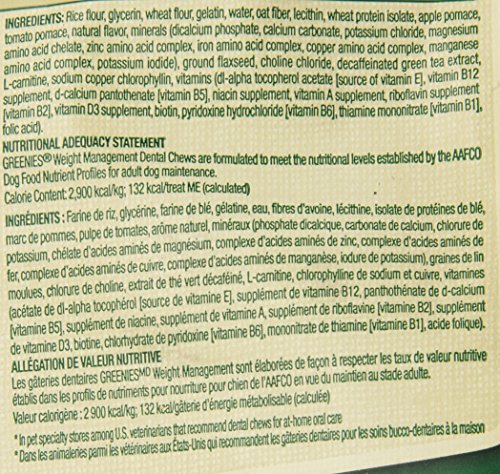 INGREDIENTS: Rice flour, glycerin, wheat flour, gelatin, water, oat fiber, lecithin, wheat protein isolate, apple pomace,
tomato pomace, natural flavor, minerals (dicalcium phosphate, calcium carbonate, potassium chloride, magnesium
amino acid chelate, zinc amino acid complex, iron amino acid complex, copper amino acid complex, manganese
amino acid complex, potassium iodide), ground flaxseed, choline chloride, decaffeinated green tea extract,
L-carnitine, sodium copper chlorophyllin, vitamins (dl-alpha tocopherol acetate [source of vitamin E], vitamin B12
supplement, d-calcium pantothenate [vitamin B5], niacin supplement, vitamin A supplement, riboflavin supplement
[vitamin B2], vitamin D3 supplement, biotin, pyridoxine hydrochloride [vitamin B6], thiamine mononitrate [vitamin B1],
folic acid).
NUTRITIONAL ADEQUACY STATEMENT
GREENIES® Weight Management Dental Chews are formulated to meet the nutritional levels established by the AAFCO
Dog Food Nutrient Profiles for adult dog maintenance.
Calorie Content: 2,900 kcal/kg; 132 kcal/treat ME (calculated)
INGRÉDIENTS : Farine de riz, glycérine, farine de blé, gélatine, eau, fibres d'avoine, lécithine, isolate de protéines de blé,
marc de pommes, pulpe de tomates, arôme naturel, minéraux (phosphate dicalcique, carbonate de calcium, chlorure de
potassium, chélate d'acides aminés de magnésium, complexe d'acides aminés de zinc, complexe d'acides aminés de
fer, complexe d'acides aminés de cuivre, complexe d'acides aminés de manganèse, iodure de potassium), graines de lin
moulues, chlorure de choline, extrait de thé vert décaféiné, L-carnitine, chlorophylline de sodium et cuivre, vitamines
(acétate de dl-alpha tocophérol [source de vitamine E], supplément de vitamine B12, panthothénate de d-calcium
[vitamine B5], supplément de niacine, supplément de vitamine A, supplément de riboflavine [vitamine B2], supplément
de vitamine D3, biotine, chlorhydrate de pyridoxine [vitamine B6], mononitrate de thiamine [vitamine B1], acide folique).
ALLÉGATION DE VALEUR NUTRITIVE
Les gâteries dentaires GREENIESMD Weight Management sont élaborées de façon à respecter les taux de valeur nutritive
établis dans les profils de nutriments pour nourriture pour chien de l'AAFCO en vue du maintien au stade adulte.
Valeur calorigène : 2 900 kcal/kg; 132 kcal/gâterie d'énergie métabolisable (calculée)
* In pet specialty stores among U.S. veterinarians that recommend dental chews for at-home oral care
* Dans les animaleries parmi les vétérinaires aux États-Unis qui recommandent les gâteries dentaires pour les soins bucco-dentaires à la maison